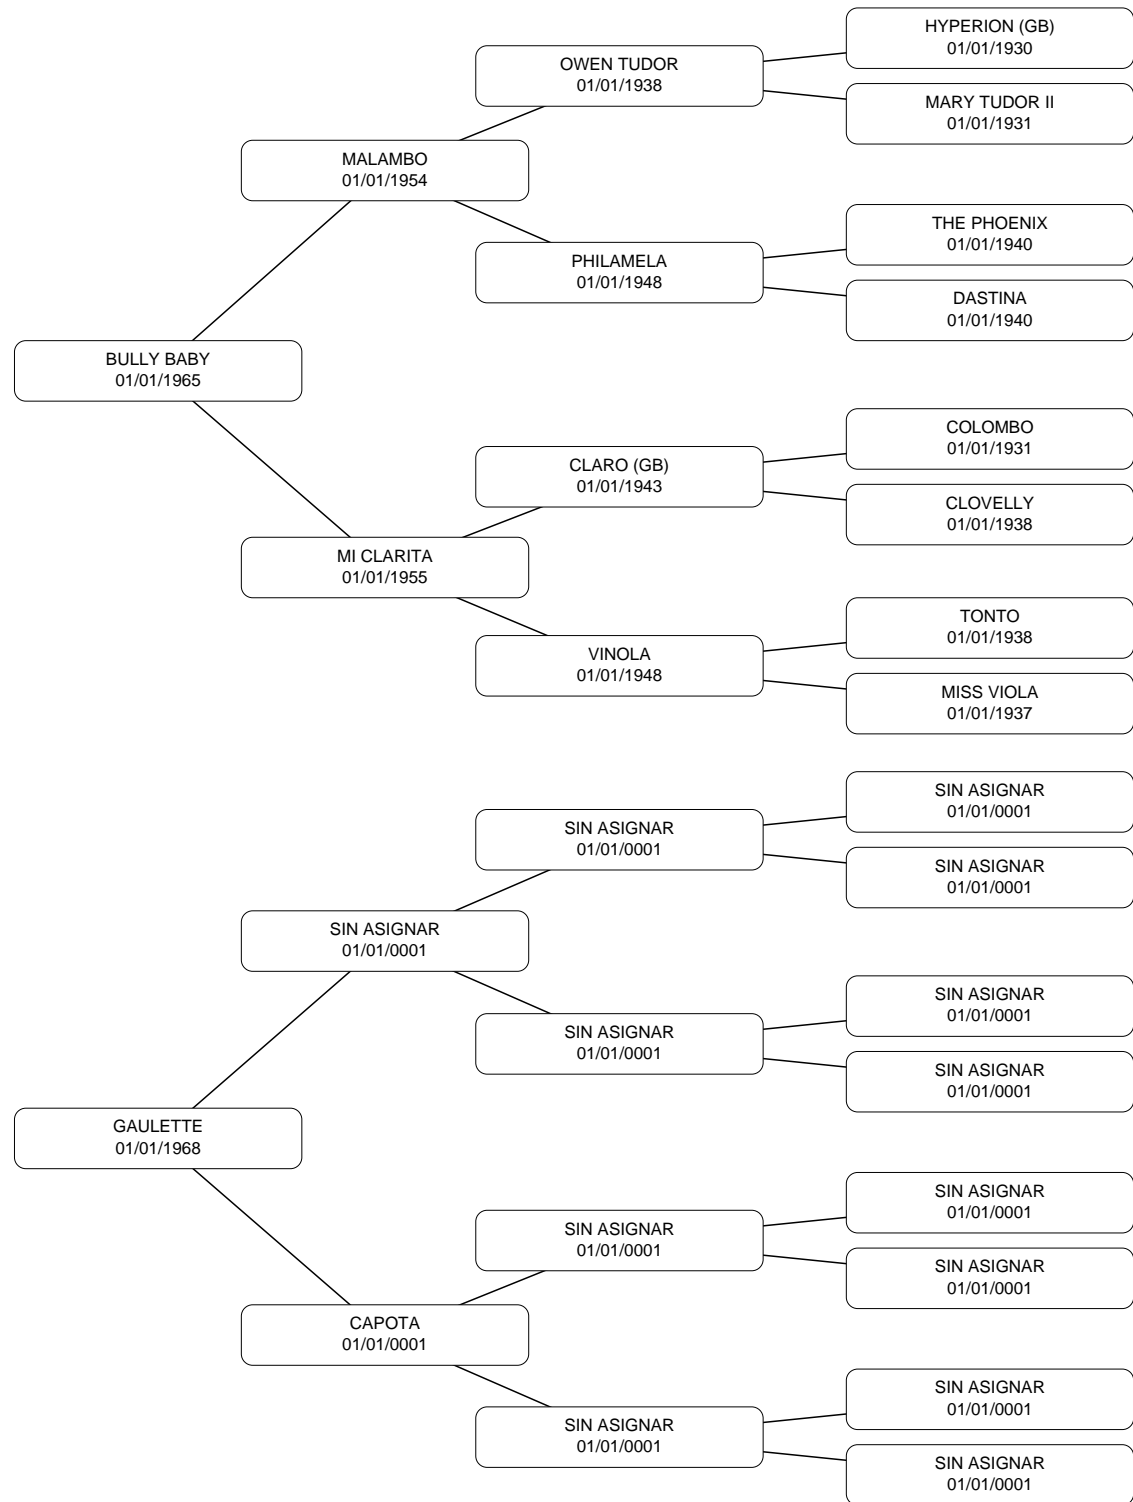 HYPERION (GB)
01/01/1930
OWEN TUDOR
01/01/1938
MARY TUDOR II
01/01/1931
MALAMBO
01/01/1954
THE PHOENIX
01/01/1940
PHILAMELA
01/01/1948
DASTINA
01/01/1940
BULLY BABY
01/01/1965
COLOMBO
01/01/1931
CLARO (GB)
01/01/1943
CLOVELLY
01/01/1938
MI CLARITA
01/01/1955
TONTO
01/01/1938
VINOLA
01/01/1948
MISS VIOLA
01/01/1937
SIN ASIGNAR
01/01/0001
SIN ASIGNAR
01/01/0001
SIN ASIGNAR
01/01/0001
SIN ASIGNAR
01/01/0001
SIN ASIGNAR
01/01/0001
SIN ASIGNAR
01/01/0001
SIN ASIGNAR
01/01/0001
GAULETTE
01/01/1968
SIN ASIGNAR
01/01/0001
SIN ASIGNAR
01/01/0001
SIN ASIGNAR
01/01/0001
CAPOTA
01/01/0001
SIN ASIGNAR
01/01/0001
SIN ASIGNAR
01/01/0001
SIN ASIGNAR
01/01/0001